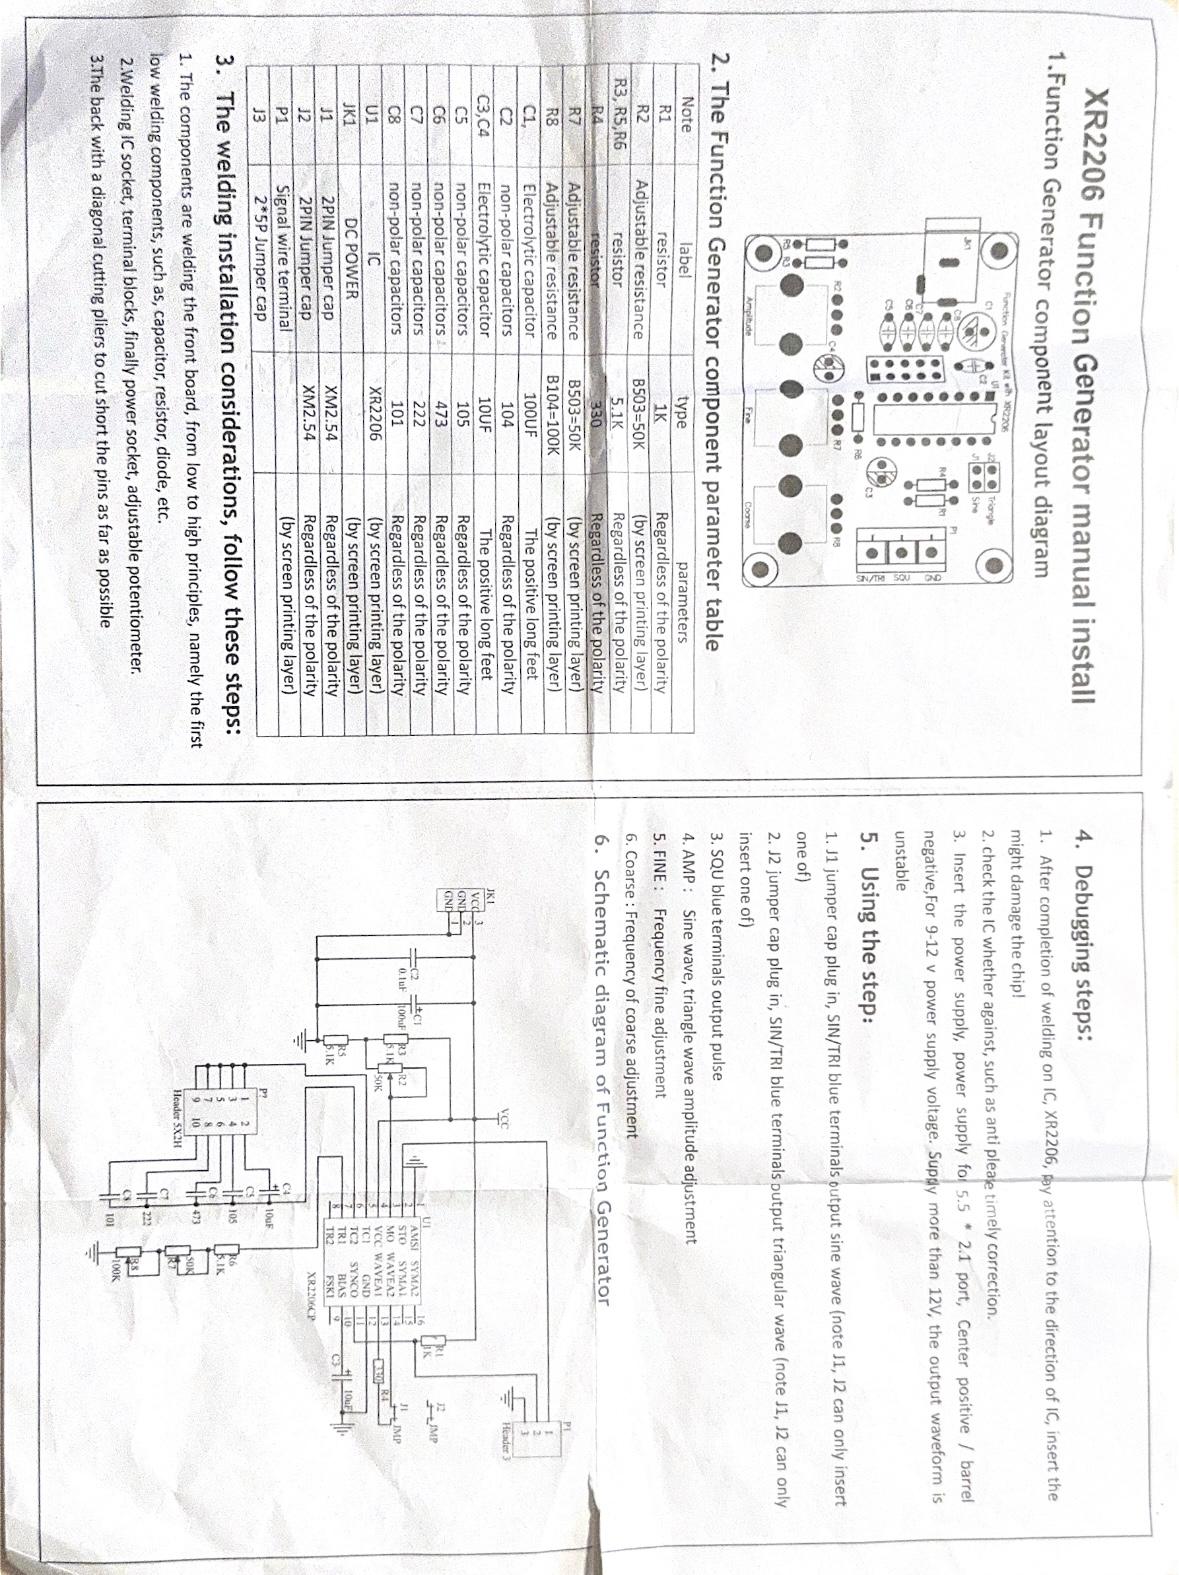 XR2206 Function Generator manual install
1.Function Generator component layout diagram
Function Generator Kit with XR2206
JK1
C1
C2
U1
J2
Triangle
J1
Sine
C8
C7
C6
C5
R4
R1
P1
GND
SQU
SIN/TRI
C3
R6
C4
R5
R3
R2
R7
R8
Amplitude
Fine
Coarse
2. The Function Generator component parameter table
Note label type parameters
R1 resistor 1K Regardless of the polarity
R2 Adjustable resistance B503=50K (by screen printing layer)
R3, R5,R6 resistor 5.1K Regardless of the polarity
R4 resistor 330 Regardless of the polarity
R7 Adjustable resistance B503=50K (by screen printing layer)
R8 Adjustable resistance B104=100K (by screen printing layer)
C1, Electrolytic capacitor 100UF The positive long feet
C2 non-polar capacitors 104 Regardless of the polarity
C3,C4 Electrolytic capacitor 10UF The positive long feet
C5 non-polar capacitors 105 Regardless of the polarity
C6 non-polar capacitors 473 Regardless of the polarity
C7 non-polar capacitors 222 Regardless of the polarity
C8 non-polar capacitors 101 Regardless of the polarity
U1 IC XR2206 (by screen printing layer)
JK1 DC POWER (by screen printing layer)
J1 2PIN Jumper cap XM2.54 Regardless of the polarity
J2 2PIN Jumper cap XM2.54 Regardless of the polarity
P1 Signal wire terminal (by screen printing layer)
J3 2*5P Jumper cap
3. The welding installation considerations, follow these steps:
1. The components are welding the front board, from low to high principles, namely the first
low welding components, such as, capacitor, resistor, diode, etc.
2.Welding IC socket, terminal blocks, finally power socket, adjustable potentiometer.
3.The back with a diagonal cutting pliers to cut short the pins as far as possible
4. Debugging steps:
1. After completion of welding on IC, XR2206, pay attention to the direction of IC, insert the
might damage the chip!
2. check the IC whether against, such as anti please timely correction.
3. Insert the power supply, power supply for 5.5 * 2.1 port, Center positive / barrel
negative,For 9-12 v power supply voltage. Supply more than 12V, the output waveform is
unstable
5. Using the step:
1. J1 jumper cap plug in, SIN/TRI blue terminals output sine wave (note J1, J2 can only insert
one of)
2. J2 jumper cap plug in, SIN/TRI blue terminals output triangular wave (note J1, J2 can only
insert one of)
3. SQU blue terminals output pulse
4. AMP : Sine wave, triangle wave amplitude adjustment
5. FINE : Frequency fine adjustment
6. Coarse : Frequency of coarse adjustment
6. Schematic diagram of Function Generator
JK1
VCC 3
GND 2
GND 1
C2
0.1uF
C1
100uF
R3
5.1K
R2
50K
R5
5.1K
VCC
U1
1 AMSI SYMA2 16
2 STO SYMA1 15
3 MO WAVEA2 14
4 VCC WAVEA1 13
5 TC1 GND 12
6 TC2 SYNCO 11
7 TR1 BIAS 10
8 TR2 FSK1 9
XR2206CP
P1
1
2
3
Header 3
R1
1K
J2
JMP
J1
JMP
330
R4
C3
10uF
P?
1 2
3 4
5 6
7 8
9 10
Header 5X2H
C4
10uF
C5
105
C6
473
C7
222
C8
101
R6
5.1K
R7
50K
R8
100K